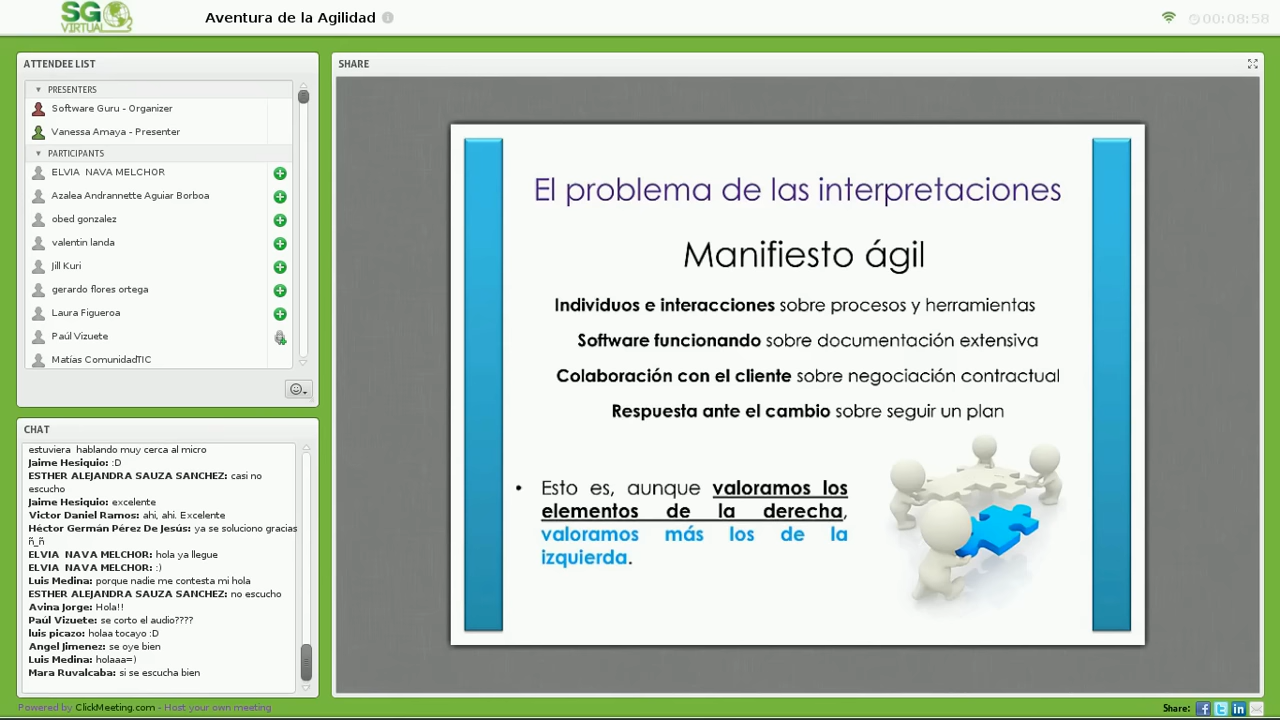 SG
VIRTUAL
Aventura de la Agilidad
00:08:58
ATTENDEE LIST
PRESENTERS
Software Guru - Organizer
Vanessa Amaya - Presenter
PARTICIPANTS
ELVIA NAVA MELCHOR
Azalea Andrannette Aguiar Borboa
obed gonzalez
valentin landa
Jill Kuri
gerardo flores ortega
Laura Figueroa
Paúl Vizuete
Matías ComunidadTIC
CHAT
estuviera hablando muy cerca al micro
Jaime Hesiquio: :D
ESTHER ALEJANDRA SAUZA SANCHEZ: casi no
escucho
Jaime Hesiquio: excelente
Victor Daniel Ramos: ahi, ahi. Excelente
Héctor Germán Pérez De Jesús: ya se soluciono gracias
ñ_ñ
ELVIA NAVA MELCHOR: hola ya llegue
ELVIA NAVA MELCHOR: :)
Luis Medina: porque nadie me contesta mi hola
ESTHER ALEJANDRA SAUZA SANCHEZ: no escucho
Avina Jorge: Hola!!
Paúl Vizuete: se corto el audio????
luis picazo: holaa tocayo :D
Angel Jimenez: se oye bien
Luis Medina: holaaa=)
Mara Ruvalcaba: si se escucha bien
SHARE
El problema de las interpretaciones
Manifiesto ágil
Individuos e interacciones sobre procesos y herramientas
Software funcionando sobre documentación extensiva
Colaboración con el cliente sobre negociación contractual
Respuesta ante el cambio sobre seguir un plan
• Esto es, aunque valoramos los
elementos de la derecha,
valoramos más los de la
izquierda.
Powered by ClickMeeting.com - Host your own meeting
Share: